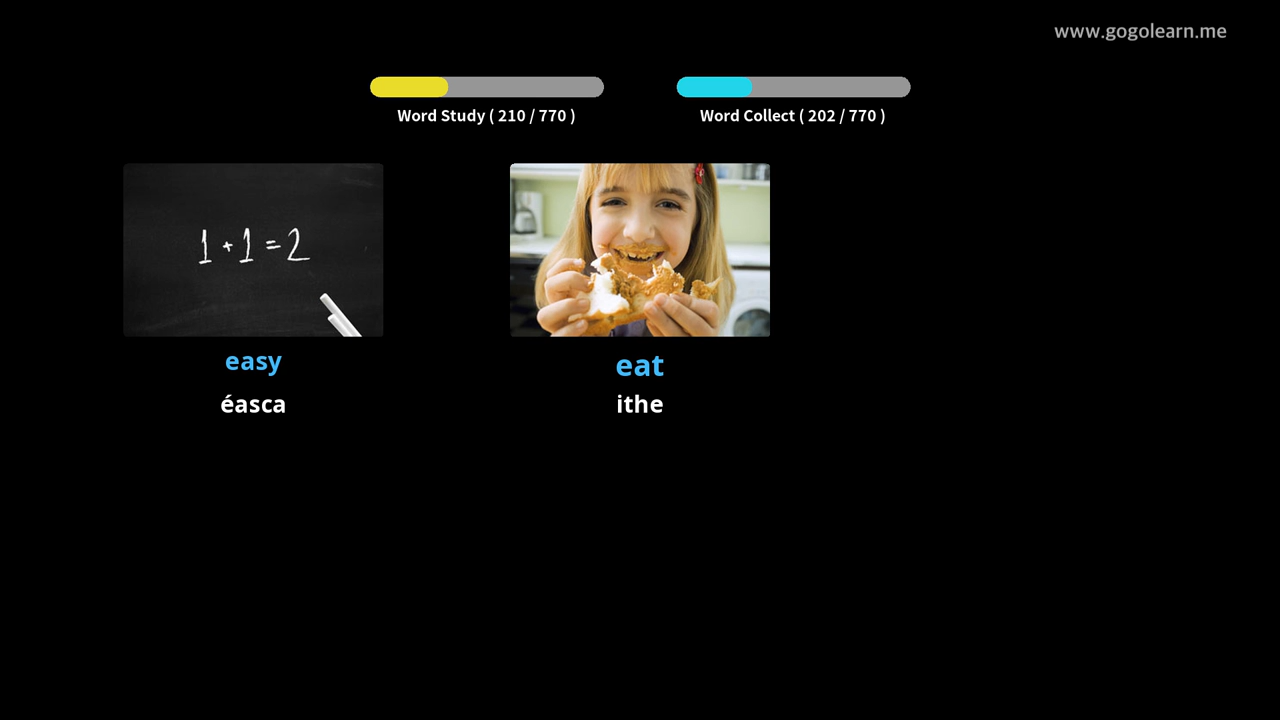 www.gogolearn.me
Word Study ( 210 / 770 )
Word Collect ( 202 / 770 )
1 + 1 = 2
easy
éasca
eat
ithe